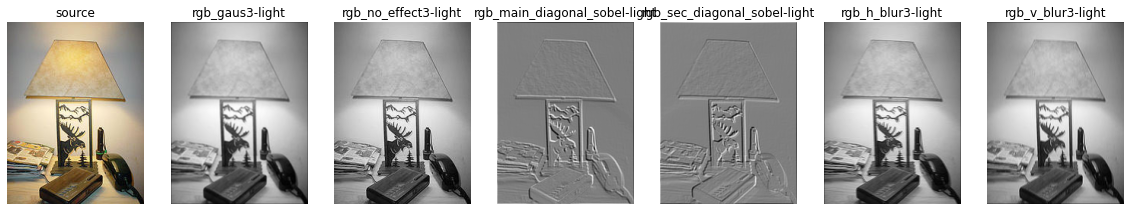 source
rgb_gaus3-light
rgb_no_effect3-light
rgb_main_diagonal_sobel-light
rgb_sec_diagonal_sobel-light
rgb_h_blur3-light
rgb_v_blur3-light